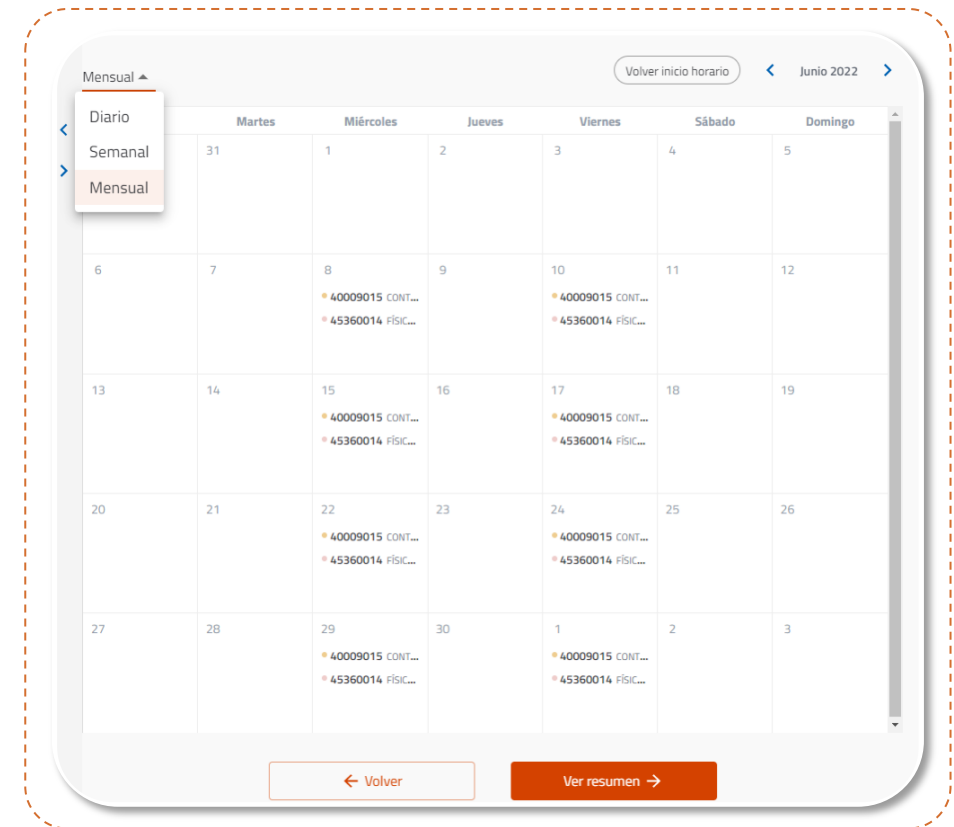 Mensual
Volver inicio horario
Junio 2022
Diario
Semanal
Mensual
Martes Miércoles Jueves Viernes Sábado Domingo
31 1 2 3 4 5
6 7 8 9 10 11 12
40009015 CONT... 40009015 CONT...
45360014 FÍSIC... 45360014 FÍSIC...
13 14 15 16 17 18 19
40009015 CONT... 40009015 CONT...
45360014 FÍSIC... 45360014 FÍSIC...
20 21 22 23 24 25 26
40009015 CONT... 40009015 CONT...
45360014 FÍSIC... 45360014 FÍSIC...
27 28 29 30 1 2 3
40009015 CONT... 40009015 CONT...
45360014 FÍSIC... 45360014 FÍSIC...
← Volver
Ver resumen →